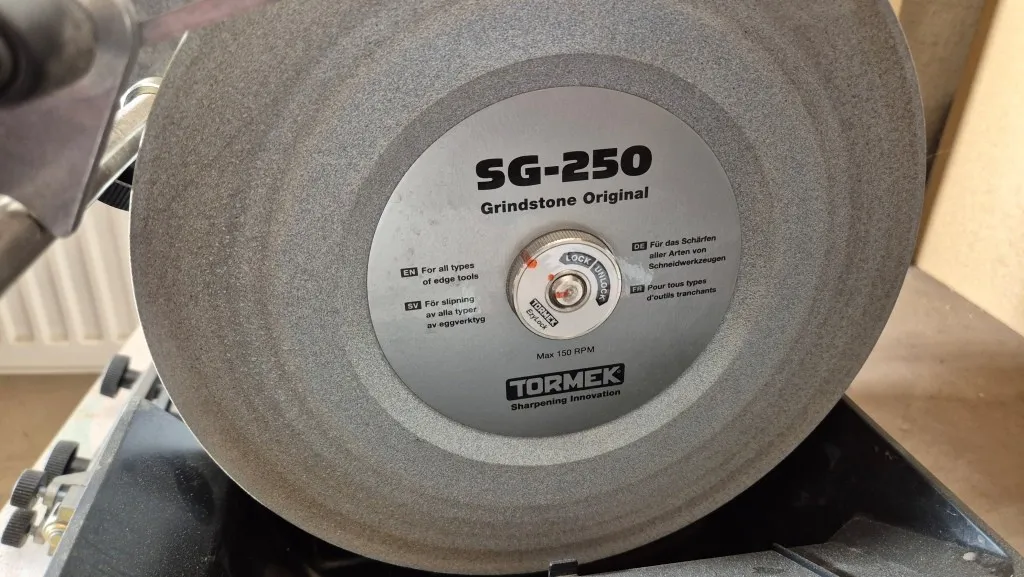 SG-250
Grindstone Original
EN For all types
of edge tools
SV För slipning
av alla typer
av eggverktyg
LOCK UNLOCK
TORMEK
EzyLock
DE Für das Schärfen
aller Arten von
Schneidwerkzeugen
FR Pour tous types
d'outils tranchants
Max 150 RPM
TORMEK
Sharpening Innovation